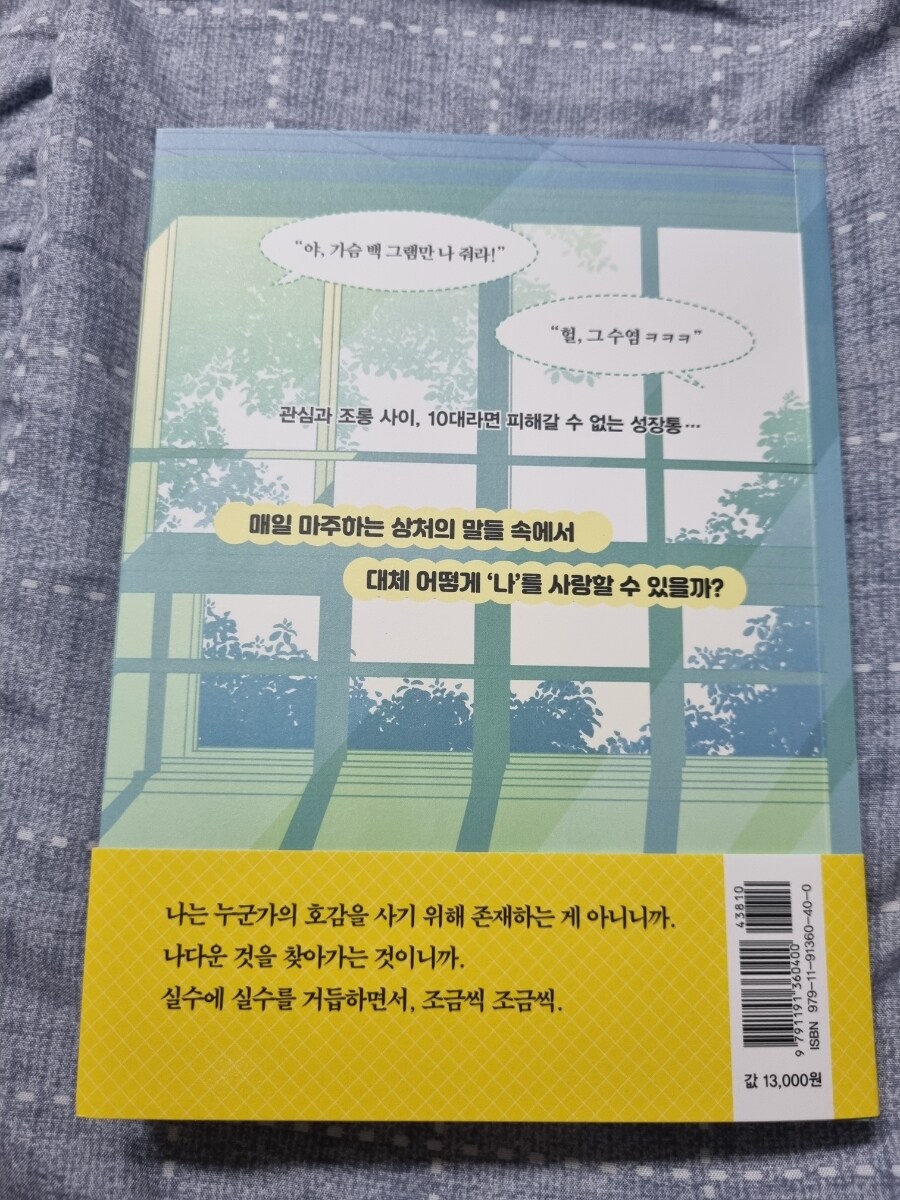 “야, 가슴 백 그램만 나 줘라!”
“헐, 그 수염 ㅋㅋㅋ”
관심과 조롱 사이, 10대라면 피해갈 수 없는 성장통…
매일 마주하는 상처의 말들 속에서
대체 어떻게 ‘나’를 사랑할 수 있을까?
나는 누군가의 호감을 사기 위해 존재하는 게 아니니까.
나다운 것을 찾아가는 것이니까.
실수에 실수를 거듭하면서, 조금씩 조금씩.
43810
9 791191 360400
ISBN 979-11-91360-40-0
값 13,000원